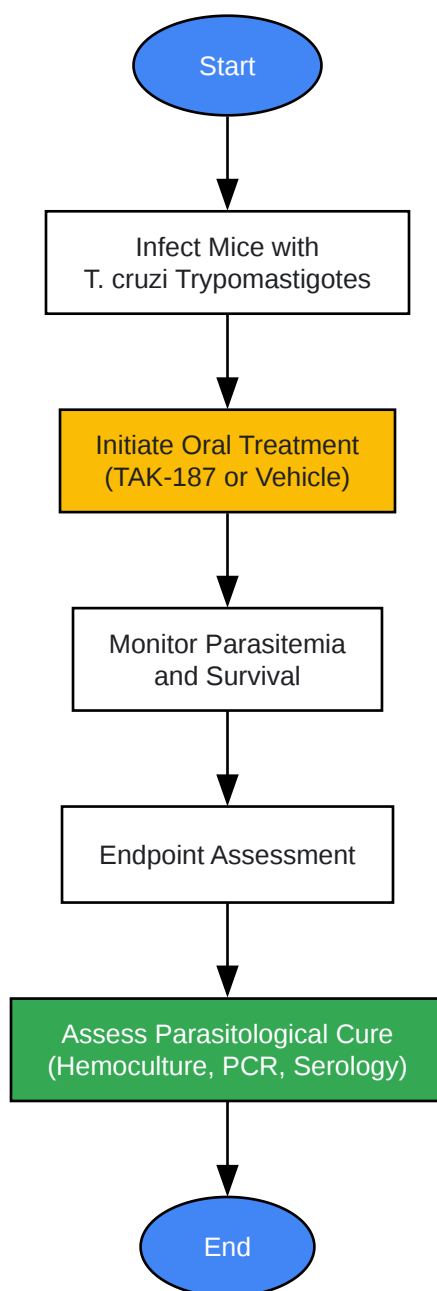 Start
Infect Mice with
T. cruzi Trypomastigotes
Initiate Oral Treatment
(TAK-187 or Vehicle)
Monitor Parasitemia
and Survival
Endpoint Assessment
Assess Parasitological Cure
(Hemoculture, PCR, Serology)
End